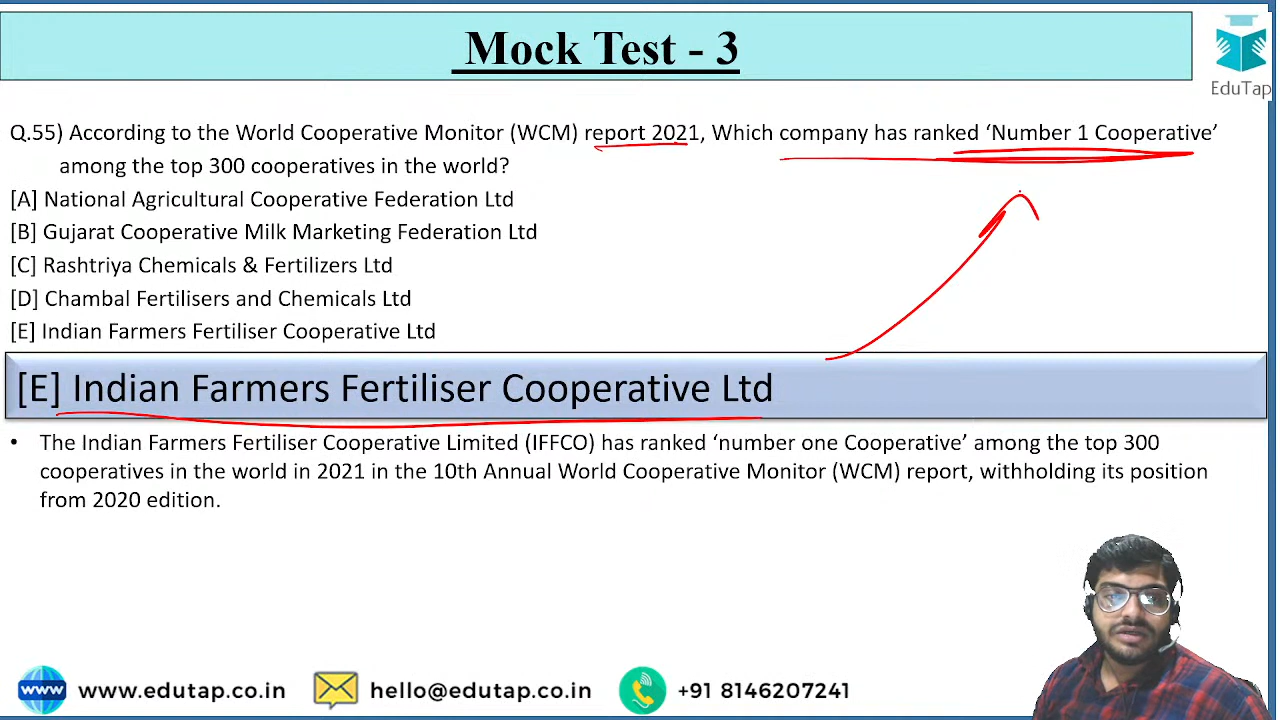 Mock Test - 3
EduTap
Q.55) According to the World Cooperative Monitor (WCM) report 2021, Which company has ranked ‘Number 1 Cooperative’
among the top 300 cooperatives in the world?
[A] National Agricultural Cooperative Federation Ltd
[B] Gujarat Cooperative Milk Marketing Federation Ltd
[C] Rashtriya Chemicals & Fertilizers Ltd
[D] Chambal Fertilisers and Chemicals Ltd
[E] Indian Farmers Fertiliser Cooperative Ltd
[E] Indian Farmers Fertiliser Cooperative Ltd
• The Indian Farmers Fertiliser Cooperative Limited (IFFCO) has ranked ‘number one Cooperative’ among the top 300
cooperatives in the world in 2021 in the 10th Annual World Cooperative Monitor (WCM) report, withholding its position
from 2020 edition.
www www.edutap.co.in hello@edutap.co.in +91 8146207241